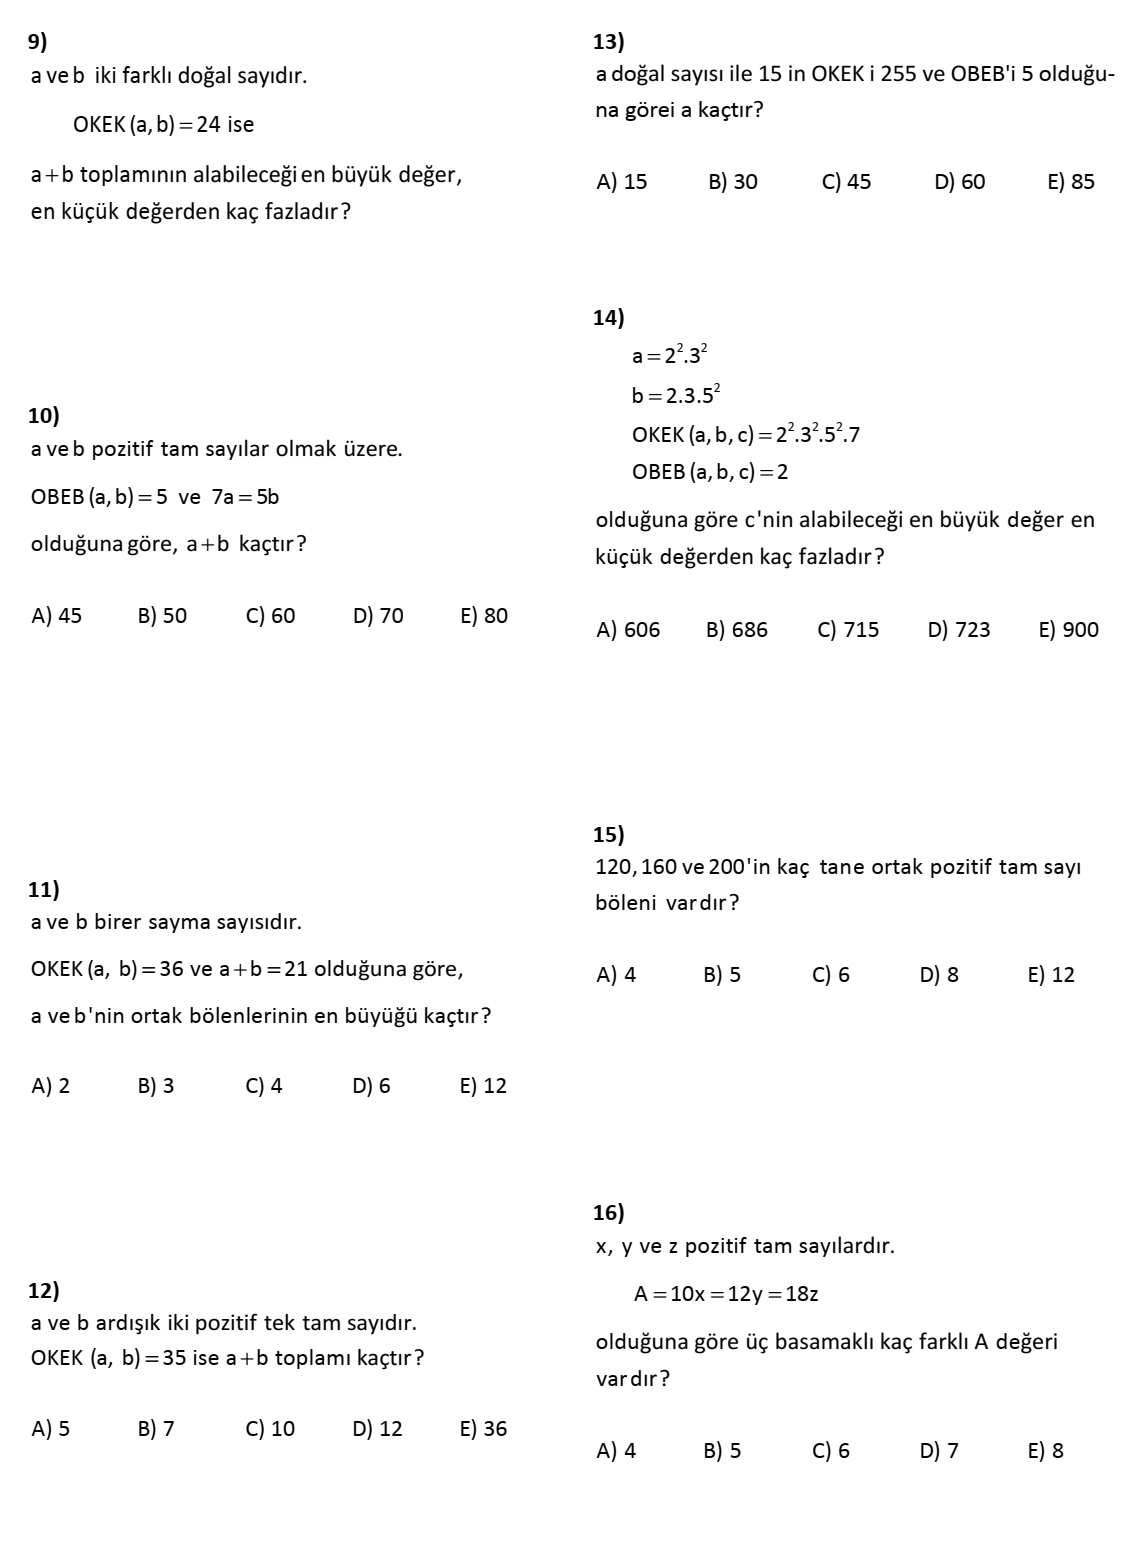 9)
a ve b iki farklı doğal sayıdır.
OKEK (a, b) = 24 ise
a + b toplamının alabileceği en büyük değer,
en küçük değerden kaç fazladır?
10)
a ve b pozitif tam sayılar olmak üzere.
OBEB (a, b) = 5 ve 7a = 5b
olduğuna göre, a + b kaçtır?
A) 45 B) 50 C) 60 D) 70 E) 80
11)
a ve b birer sayma sayısıdır.
OKEK (a, b) = 36 ve a + b = 21 olduğuna göre,
a ve b'nin ortak bölenlerinin en büyüğü kaçtır?
A) 2 B) 3 C) 4 D) 6 E) 12
12)
a ve b ardışık iki pozitif tek tam sayıdır.
OKEK (a, b) = 35 ise a + b toplamı kaçtır?
A) 5 B) 7 C) 10 D) 12 E) 36
13)
a doğal sayısı ile 15 in OKEK i 255 ve OBEB'i 5 olduğu-
na görei a kaçtır?
A) 15 B) 30 C) 45 D) 60 E) 85
14)
a = 2².3²
b = 2.3.5²
OKEK (a, b, c) = 2².3².5².7
OBEB (a, b, c) = 2
olduğuna göre c'nin alabileceği en büyük değer en
küçük değerden kaç fazladır?
A) 606 B) 686 C) 715 D) 723 E) 900
15)
120, 160 ve 200'in kaç tane ortak pozitif tam sayı
böleni vardır?
A) 4 B) 5 C) 6 D) 8 E) 12
16)
x, y ve z pozitif tam sayılardır.
A = 10x = 12y = 18z
olduğuna göre üç basamaklı kaç farklı A değeri
vardır?
A) 4 B) 5 C) 6 D) 7 E) 8